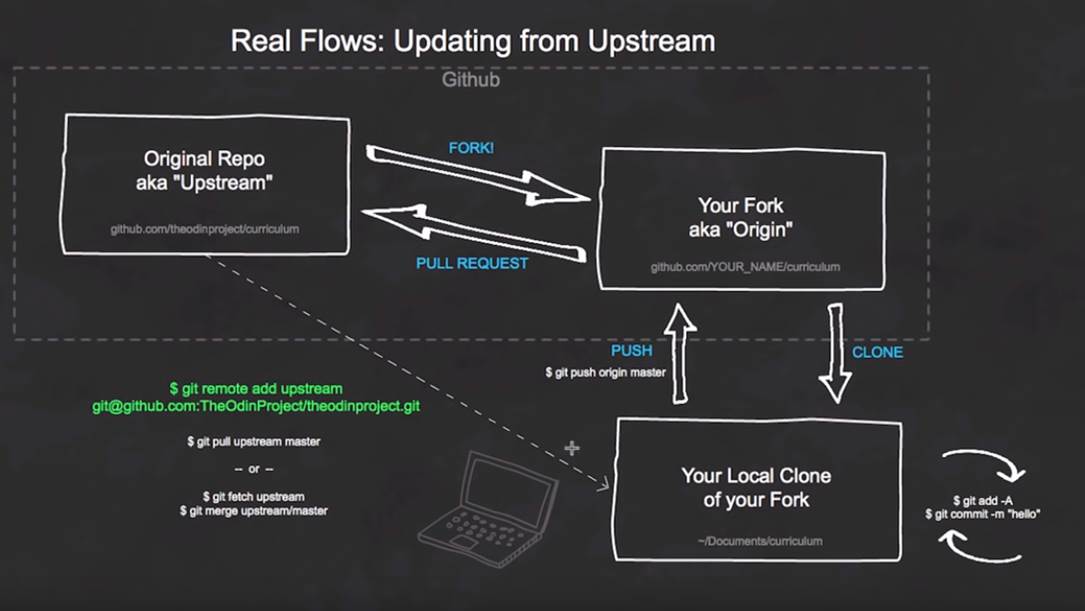 Real Flows: Updating from Upstream
Github
Original Repo
aka "Upstream"
github.com/theodinproject/curriculum
FORK!
PULL REQUEST
Your Fork
aka "Origin"
github.com/YOUR_NAME/curriculum
PUSH
$ git push origin master
CLONE
$ git remote add upstream
git@github.com:TheOdinProject/theodinproject.git
$ git pull upstream master
-- or --
$ git fetch upstream
$ git merge upstream/master
Your Local Clone
of your Fork
~/Documents/curriculum
$ git add -A
$ git commit -m "hello"